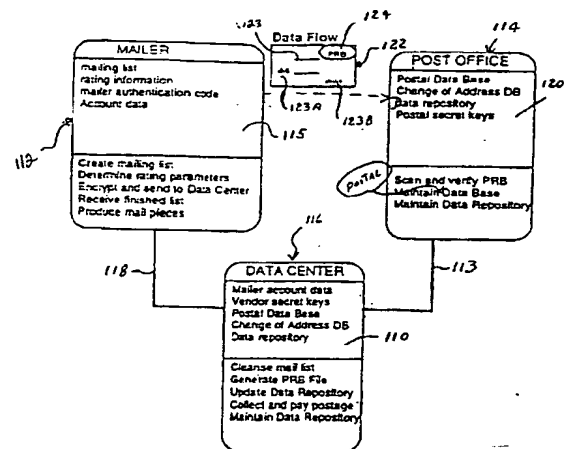 123
124
Data Flow
PRB
122
123A
123B
MAILER
mailing list
rating information
mailer authentication code
Account data
112
115
Create mailing list
Determine rating parameters
Encrypt and send to Data Center
Receive finished list
Produce mail pieces
114
POST OFFICE
Postal Data Base
Change of Address DB
Data repository
Postal secret keys
120
POSTAL
Scan and verify PRB
Maintain Data Base
Maintain Data Repository
118
116
113
DATA CENTER
Mailer account data
Vendor secret keys
Postal Data Base
Change of Address DB
Data repository
110
Cleanse mail list
Generate PRB File
Update Data Repository
Collect and pay postage
Maintain Data Repository